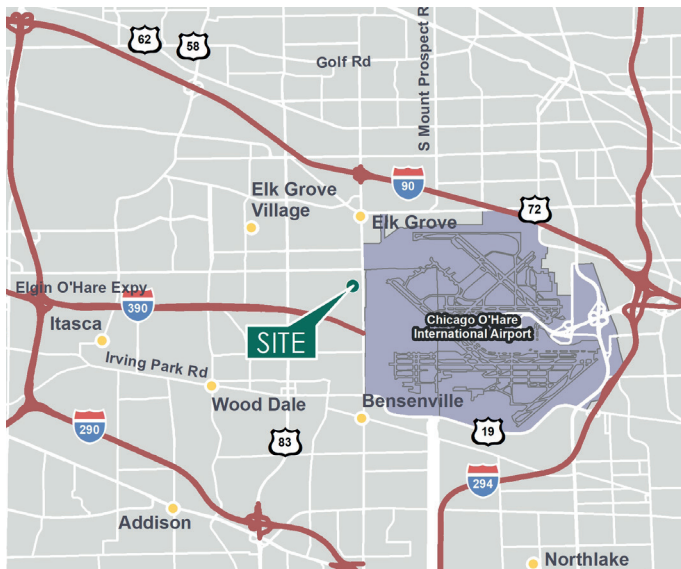 62
58
Golf Rd
S Mount Prospect R
90
Elk Grove
Village
72
Elk Grove
Elgin O'Hare Expy
390
Chicago O'Hare
International Airport
Itasca
SITE
Irving Park Rd
Wood Dale
Bensenville
290
83
19
294
Addison
Northlake